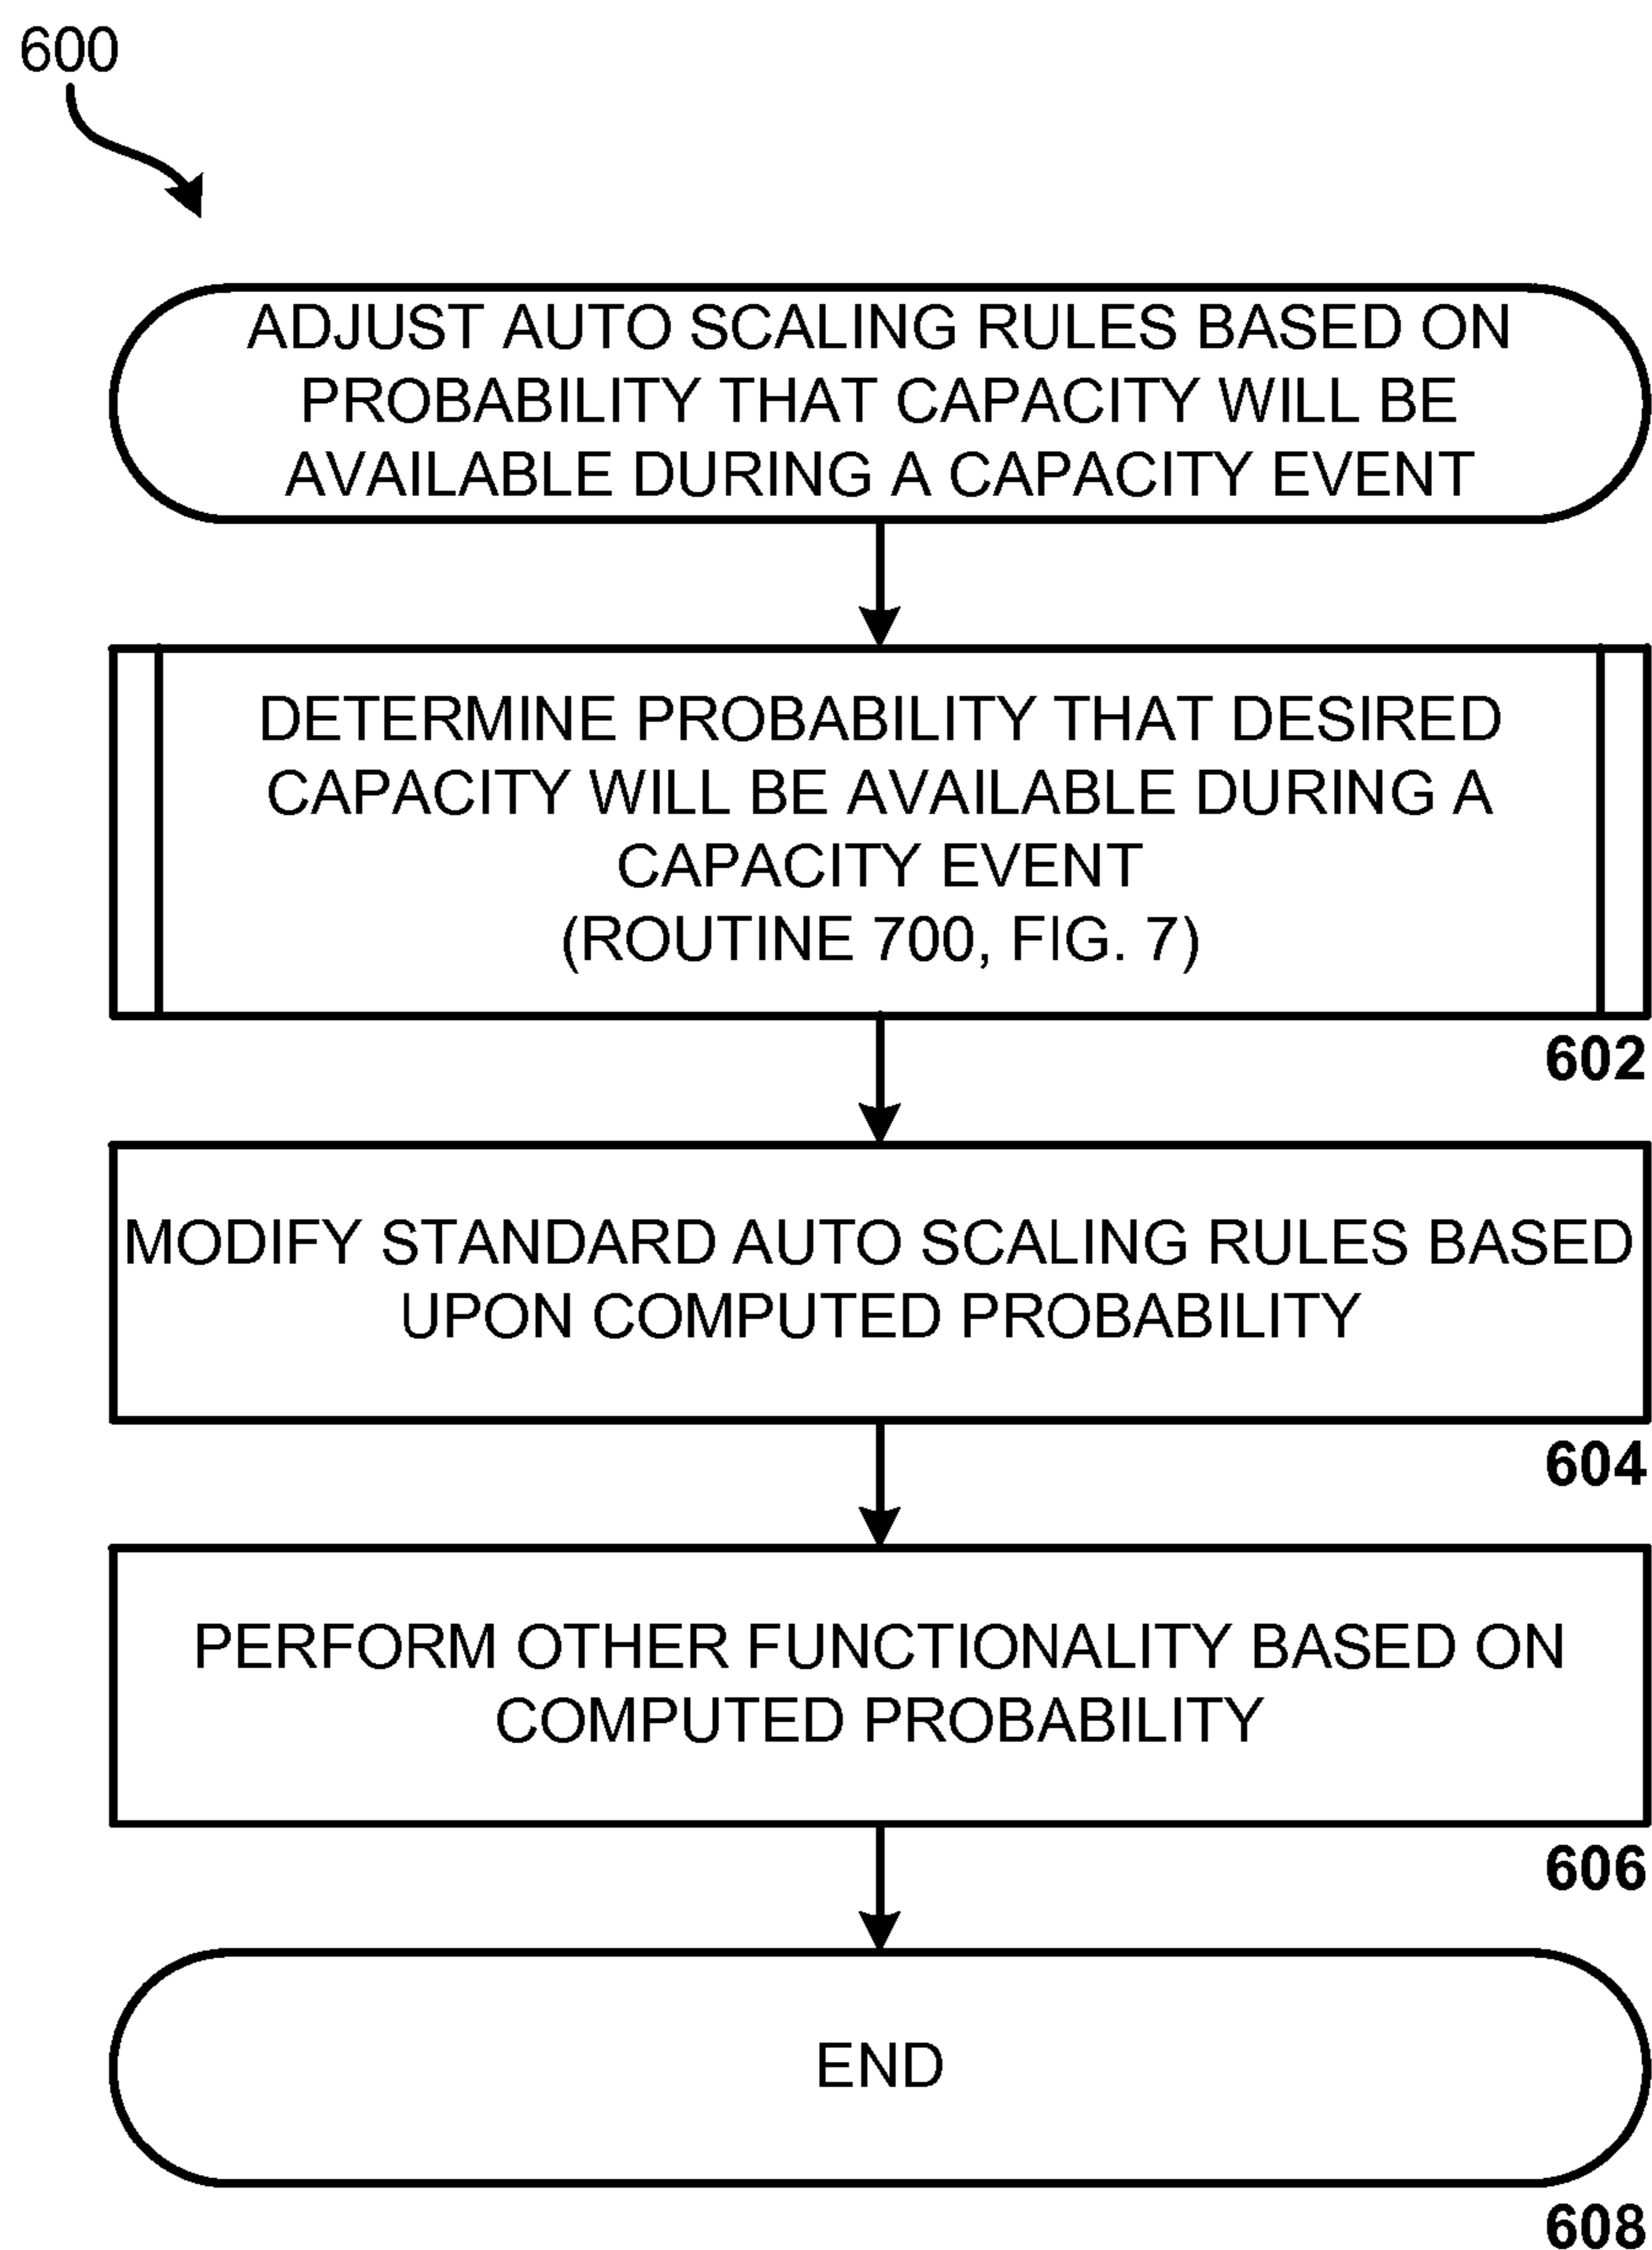 600
ADJUST AUTO SCALING RULES BASED ON
PROBABILITY THAT CAPACITY WILL BE
AVAILABLE DURING A CAPACITY EVENT
DETERMINE PROBABILITY THAT DESIRED
CAPACITY WILL BE AVAILABLE DURING A
CAPACITY EVENT
(ROUTINE 700, FIG. 7)
602
MODIFY STANDARD AUTO SCALING RULES BASED
UPON COMPUTED PROBABILITY
604
PERFORM OTHER FUNCTIONALITY BASED ON
COMPUTED PROBABILITY
606
END
608